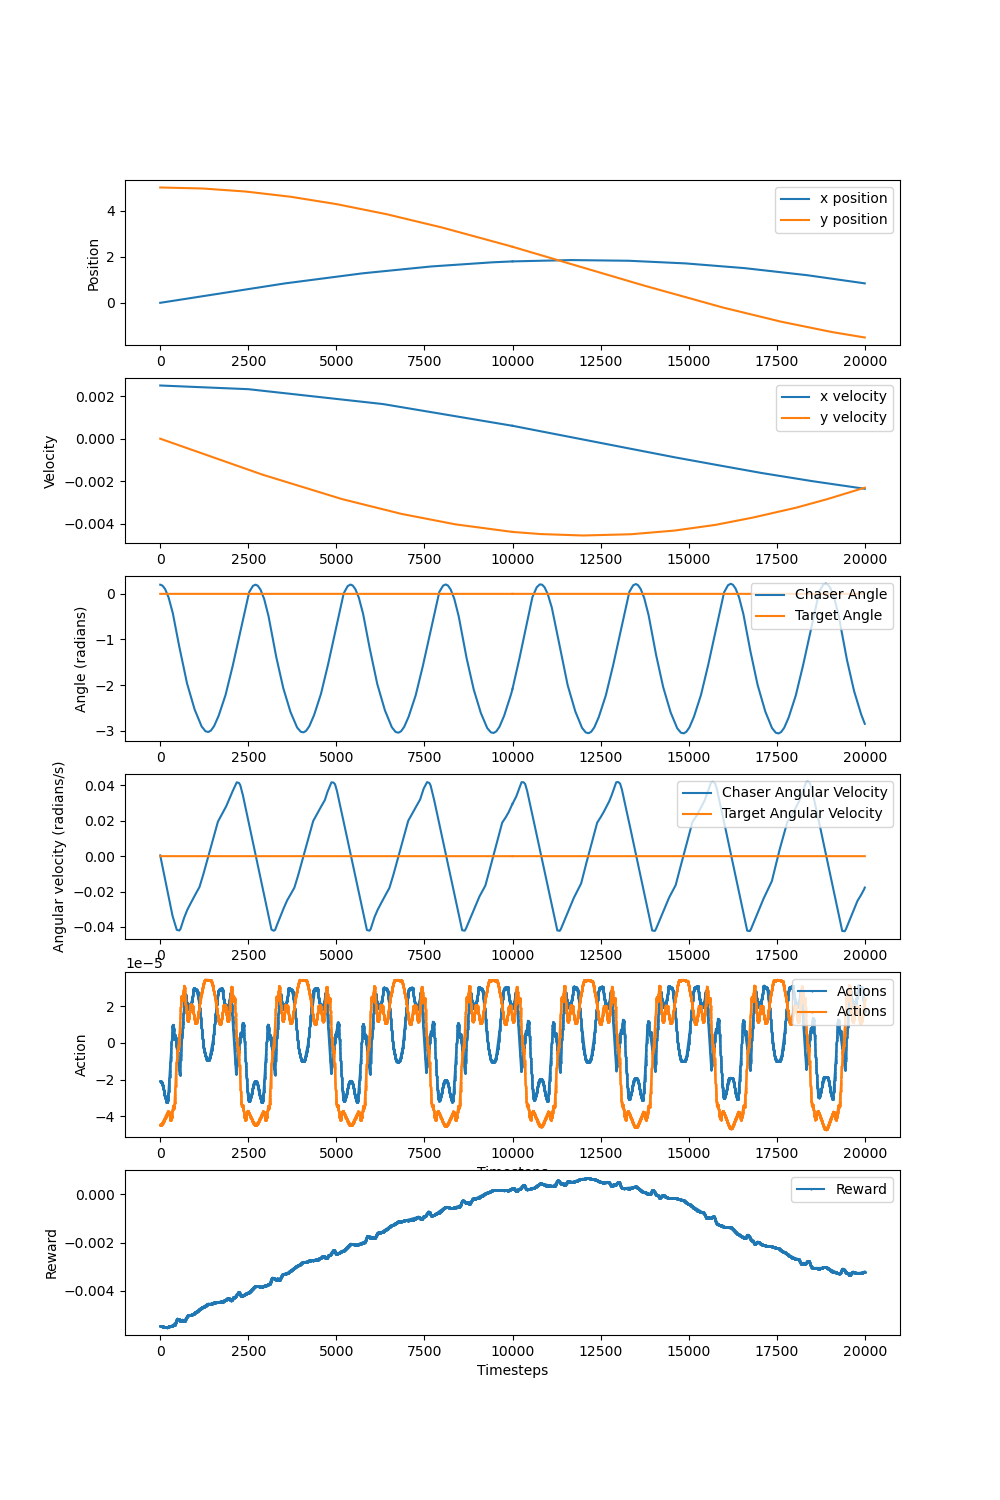 4
2
0
Position
x position
y position
0 2500 5000 7500 10000 12500 15000 17500 20000
0.002
0.000
−0.002
−0.004
Velocity
x velocity
y velocity
0 2500 5000 7500 10000 12500 15000 17500 20000
0
−1
−2
−3
Angle (radians)
Chaser Angle
Target Angle
0 2500 5000 7500 10000 12500 15000 17500 20000
0.04
0.02
0.00
−0.02
−0.04
Angular velocity (radians/s)
Chaser Angular Velocity
Target Angular Velocity
0 2500 5000 7500 10000 12500 15000 17500 20000
1e−5
2
0
−2
−4
Action
Actions
Actions
0 2500 5000 7500 10000 12500 15000 17500 20000
Timesteps
0.000
−0.002
−0.004
Reward
Reward
0 2500 5000 7500 10000 12500 15000 17500 20000
Timesteps